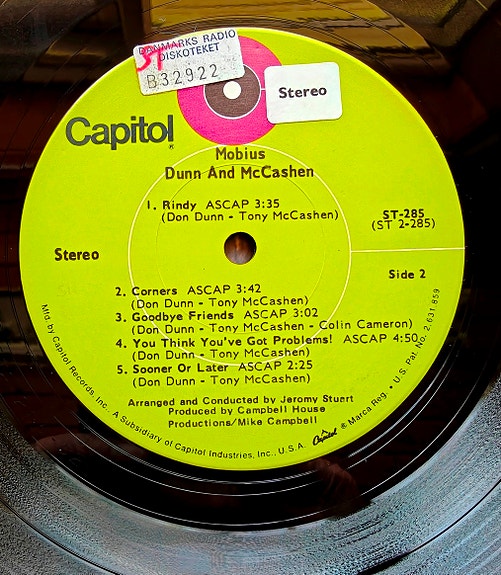 DANMARKS RADIO
DISKOTEKET
ST
B32922
Stereo
Capitol®
Mobius
Dunn And McCashen
1. Rindy ASCAP 3:35
(Don Dunn - Tony McCashen)
ST-285
(ST 2-285)
Stereo
Side 2
2. Corners ASCAP 3:42
(Don Dunn - Tony McCashen)
3. Goodbye Friends ASCAP 3:02
(Don Dunn - Tony McCashen - Colin Cameron)
4. You Think You've Got Problems! ASCAP 4:50
(Don Dunn - Tony McCashen)
5. Sooner Or Later ASCAP 2:25
(Don Dunn - Tony McCashen)
Arranged and Conducted by Jeromy Stuert
Produced by Campbell House
Productions/Mike Campbell
Mfd. by Capitol Records, Inc., A Subsidiary of Capitol Industries, Inc., U.S.A. Capitol ® Marca Reg. • U.S. Pat. No. 2,631,859